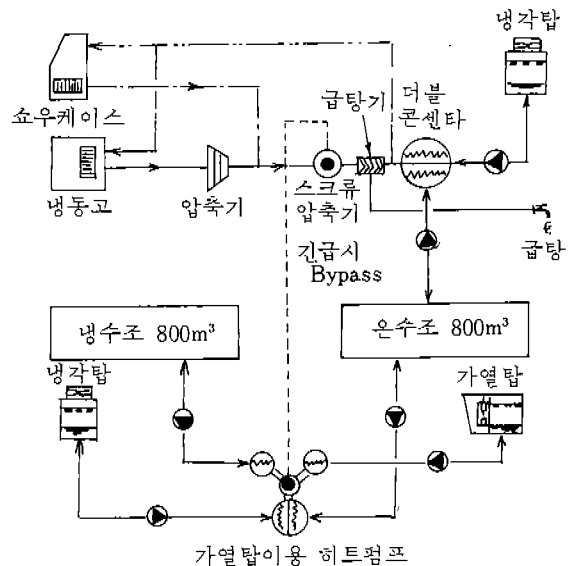 냉각탑
더블
콘센타
급탕기
쇼우케이스
스크류
압축기
냉동고
압축기
급탕
긴급시
Bypass
냉수조 800m³
온수조 800m³
냉각탑
가열탑
가열탑이용 히트펌프